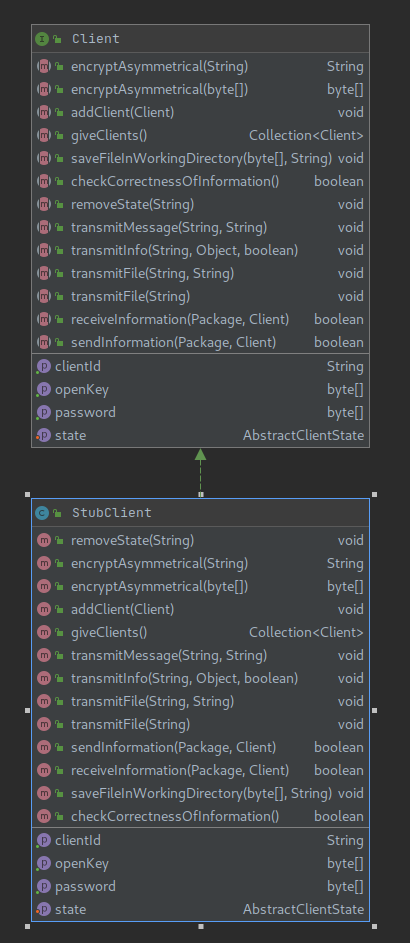 Client
encryptAsymmetrical(String) String
encryptAsymmetrical(byte[]) byte[]
addClient(Client) void
giveClients() Collection<Client>
saveFileInWorkingDirectory(byte[], String) void
checkCorrectnessOfInformation() boolean
removeState(String) void
transmitMessage(String, String) void
transmitInfo(String, Object, boolean) void
transmitFile(String, String) void
transmitFile(String) void
receiveInformation(Package, Client) boolean
sendInformation(Package, Client) boolean
clientId String
openKey byte[]
password byte[]
state AbstractClientState
StubClient
removeState(String) void
encryptAsymmetrical(String) String
encryptAsymmetrical(byte[]) byte[]
addClient(Client) void
giveClients() Collection<Client>
transmitMessage(String, String) void
transmitInfo(String, Object, boolean) void
transmitFile(String, String) void
transmitFile(String) void
sendInformation(Package, Client) boolean
receiveInformation(Package, Client) boolean
saveFileInWorkingDirectory(byte[], String) void
checkCorrectnessOfInformation() boolean
clientId String
openKey byte[]
password byte[]
state AbstractClientState